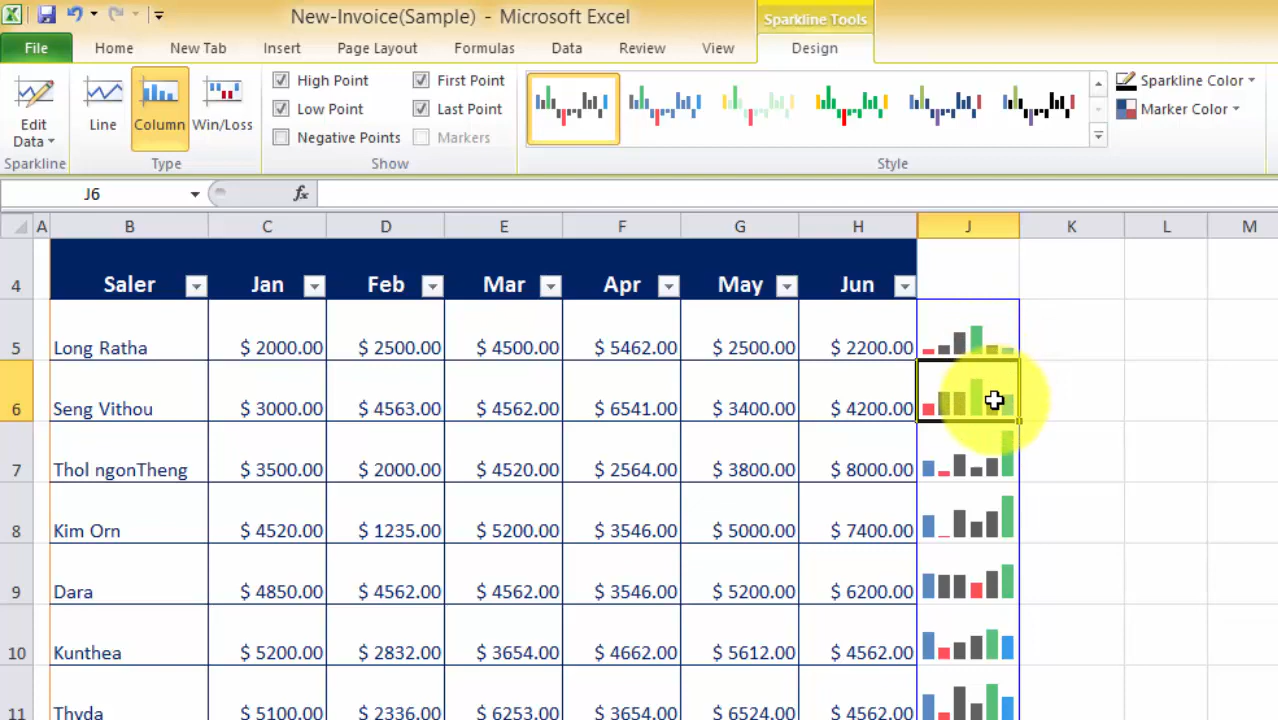 New-Invoice(Sample) - Microsoft Excel
Sparkline Tools
File Home New Tab Insert Page Layout Formulas Data Review View Design
Edit Data
Line
Column
Win/Loss
High Point
Low Point
Negative Points
First Point
Last Point
Markers
Sparkline Color
Marker Color
Sparkline Type Show Style
J6 fx
A B C D E F G H J K L M
4 Saler Jan Feb Mar Apr May Jun
5 Long Ratha $ 2000.00 $ 2500.00 $ 4500.00 $ 5462.00 $ 2500.00 $ 2200.00
6 Seng Vithou $ 3000.00 $ 4563.00 $ 4562.00 $ 6541.00 $ 3400.00 $ 4200.00
7 Thol ngonTheng $ 3500.00 $ 2000.00 $ 4520.00 $ 2564.00 $ 3800.00 $ 8000.00
8 Kim Orn $ 4520.00 $ 1235.00 $ 5200.00 $ 3546.00 $ 5000.00 $ 7400.00
9 Dara $ 4850.00 $ 4562.00 $ 4562.00 $ 3546.00 $ 5200.00 $ 6200.00
10 Kunthea $ 5200.00 $ 2832.00 $ 3654.00 $ 4662.00 $ 5612.00 $ 4562.00
11 Thyda $ 5100.00 $ 2336.00 $ 6253.00 $ 3654.00 $ 6524.00 $ 4562.00